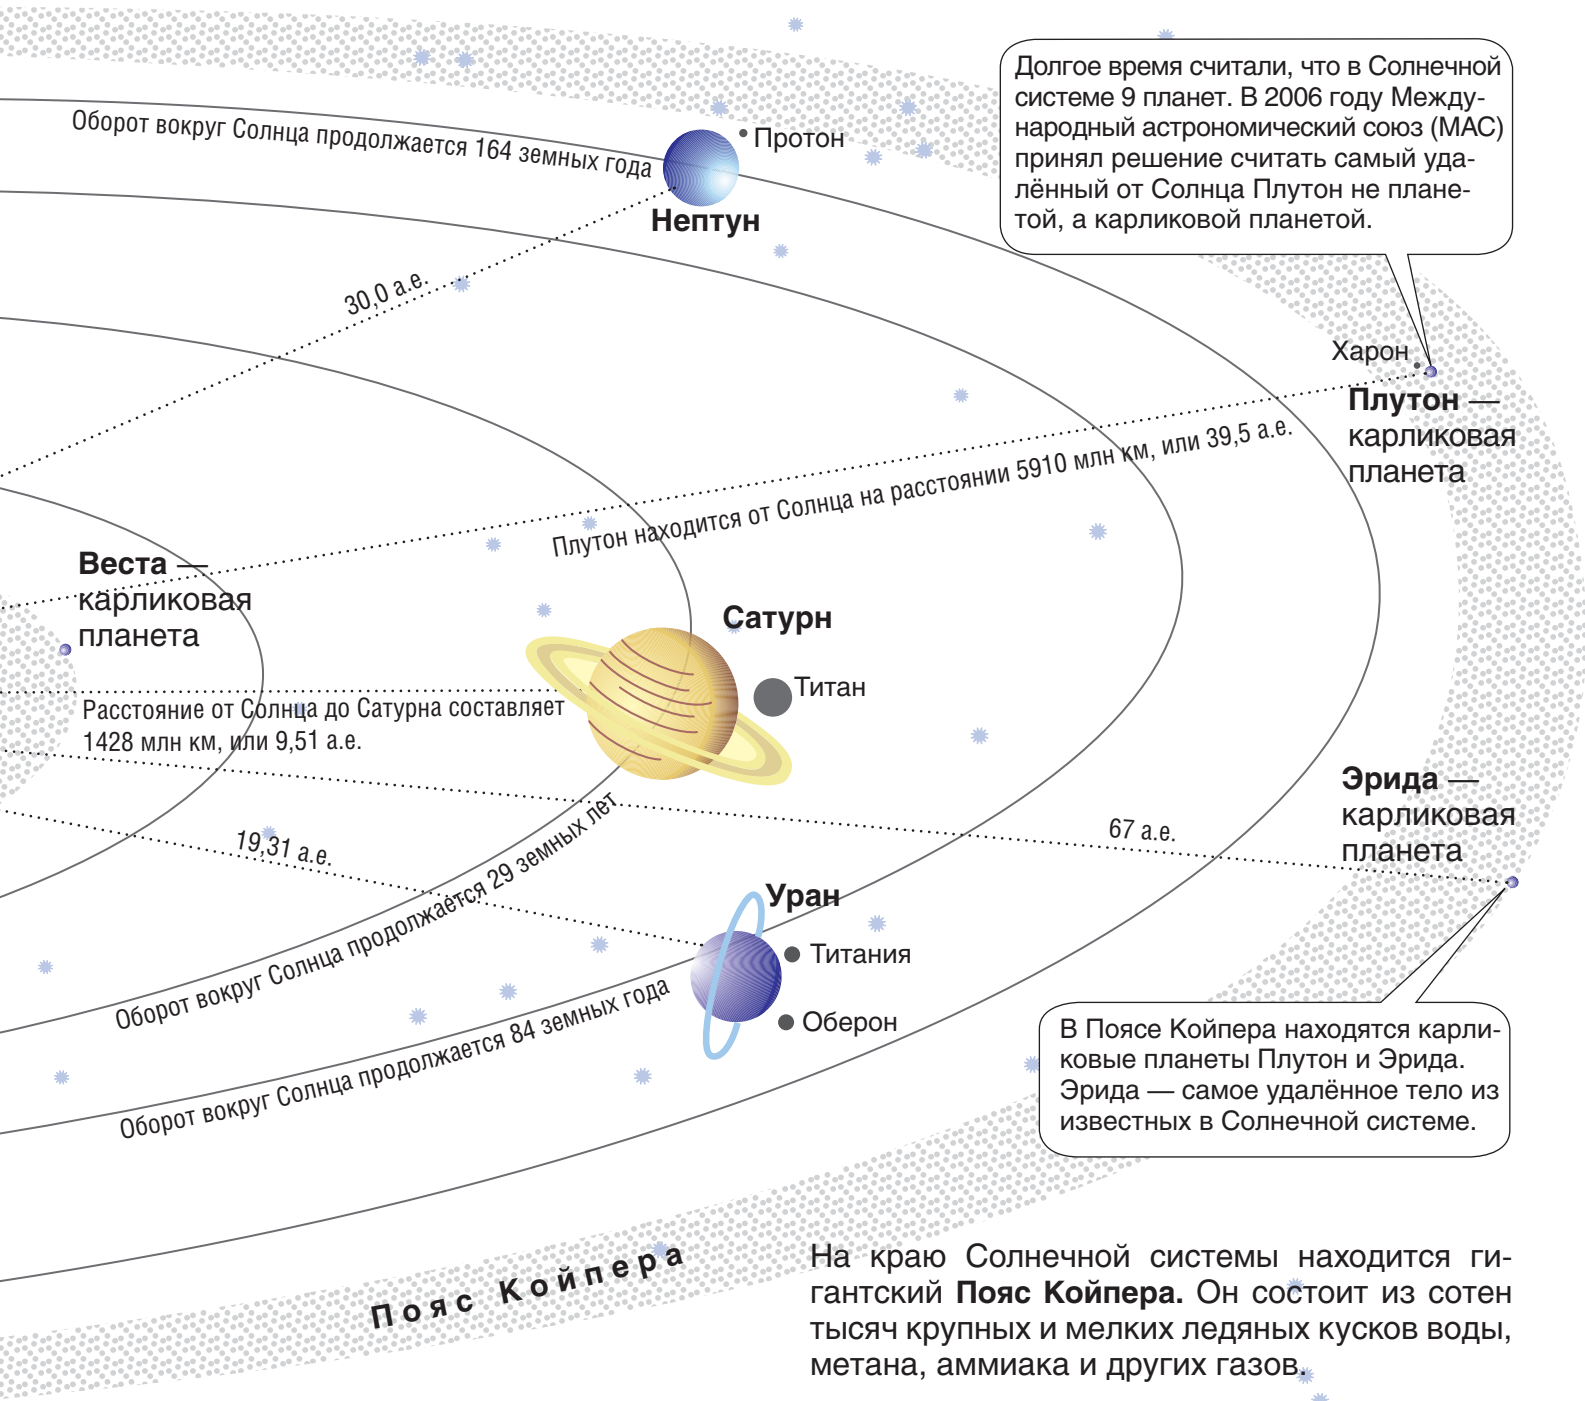 Долгое время считали, что в Солнечной
системе 9 планет. В 2006 году Между-
народный астрономический союз (МАС)
принял решение считать самый уда-
лённый от Солнца Плутон не плане-
той, а карликовой планетой.
Оборот вокруг Солнца продолжается 164 земных года
Протон
Нептун
30,0 а.е.
Харон
Плутон —
карликовая
планета
Плутон находится от Солнца на расстоянии 5910 млн км, или 39,5 а.е.
Веста —
карликовая
планета
Сатурн
Титан
Расстояние от Солнца до Сатурна составляет
1428 млн км, или 9,51 а.е.
Эрида —
карликовая
планета
67 а.е.
19,31 а.е.
Оборот вокруг Солнца продолжается 29 земных лет
Уран
Титания
Оберон
Оборот вокруг Солнца продолжается 84 земных года
В Поясе Койпера находятся карли-
ковые планеты Плутон и Эрида.
Эрида — самое удалённое тело из
известных в Солнечной системе.
Пояс Койпера
На краю Солнечной системы находится ги-
гантский Пояс Койпера. Он состоит из сотен
тысяч крупных и мелких ледяных кусков воды,
метана, аммиака и других газов.